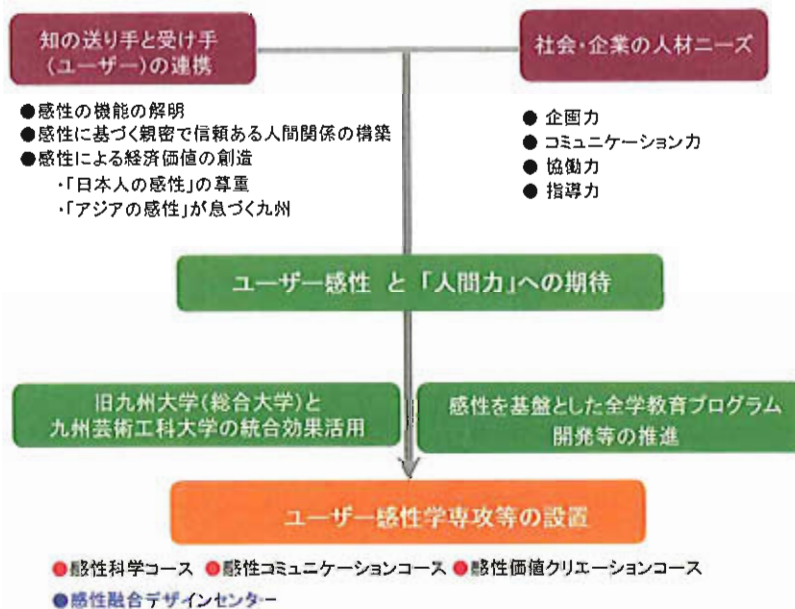 知の送り手と受け手
(ユーザー)の連携
社会・企業の人材ニーズ
●感性の機能の解明
●感性に基づく親密で信頼ある人間関係の構築
●感性による経済価値の創造
・「日本人の感性」の尊重
・「アジアの感性」が息づく九州
● 企画力
● コミュニケーション力
● 協働力
● 指導力
ユーザー感性 と 「人間力」への期待
旧九州大学(総合大学)と
九州芸術工科大学の統合効果活用
感性を基盤とした全学教育プログラム
開発等の推進
ユーザー感性学専攻等の設置
●感性科学コース ●感性コミュニケーションコース ●感性価値クリエーションコース
●感性融合デザインセンター